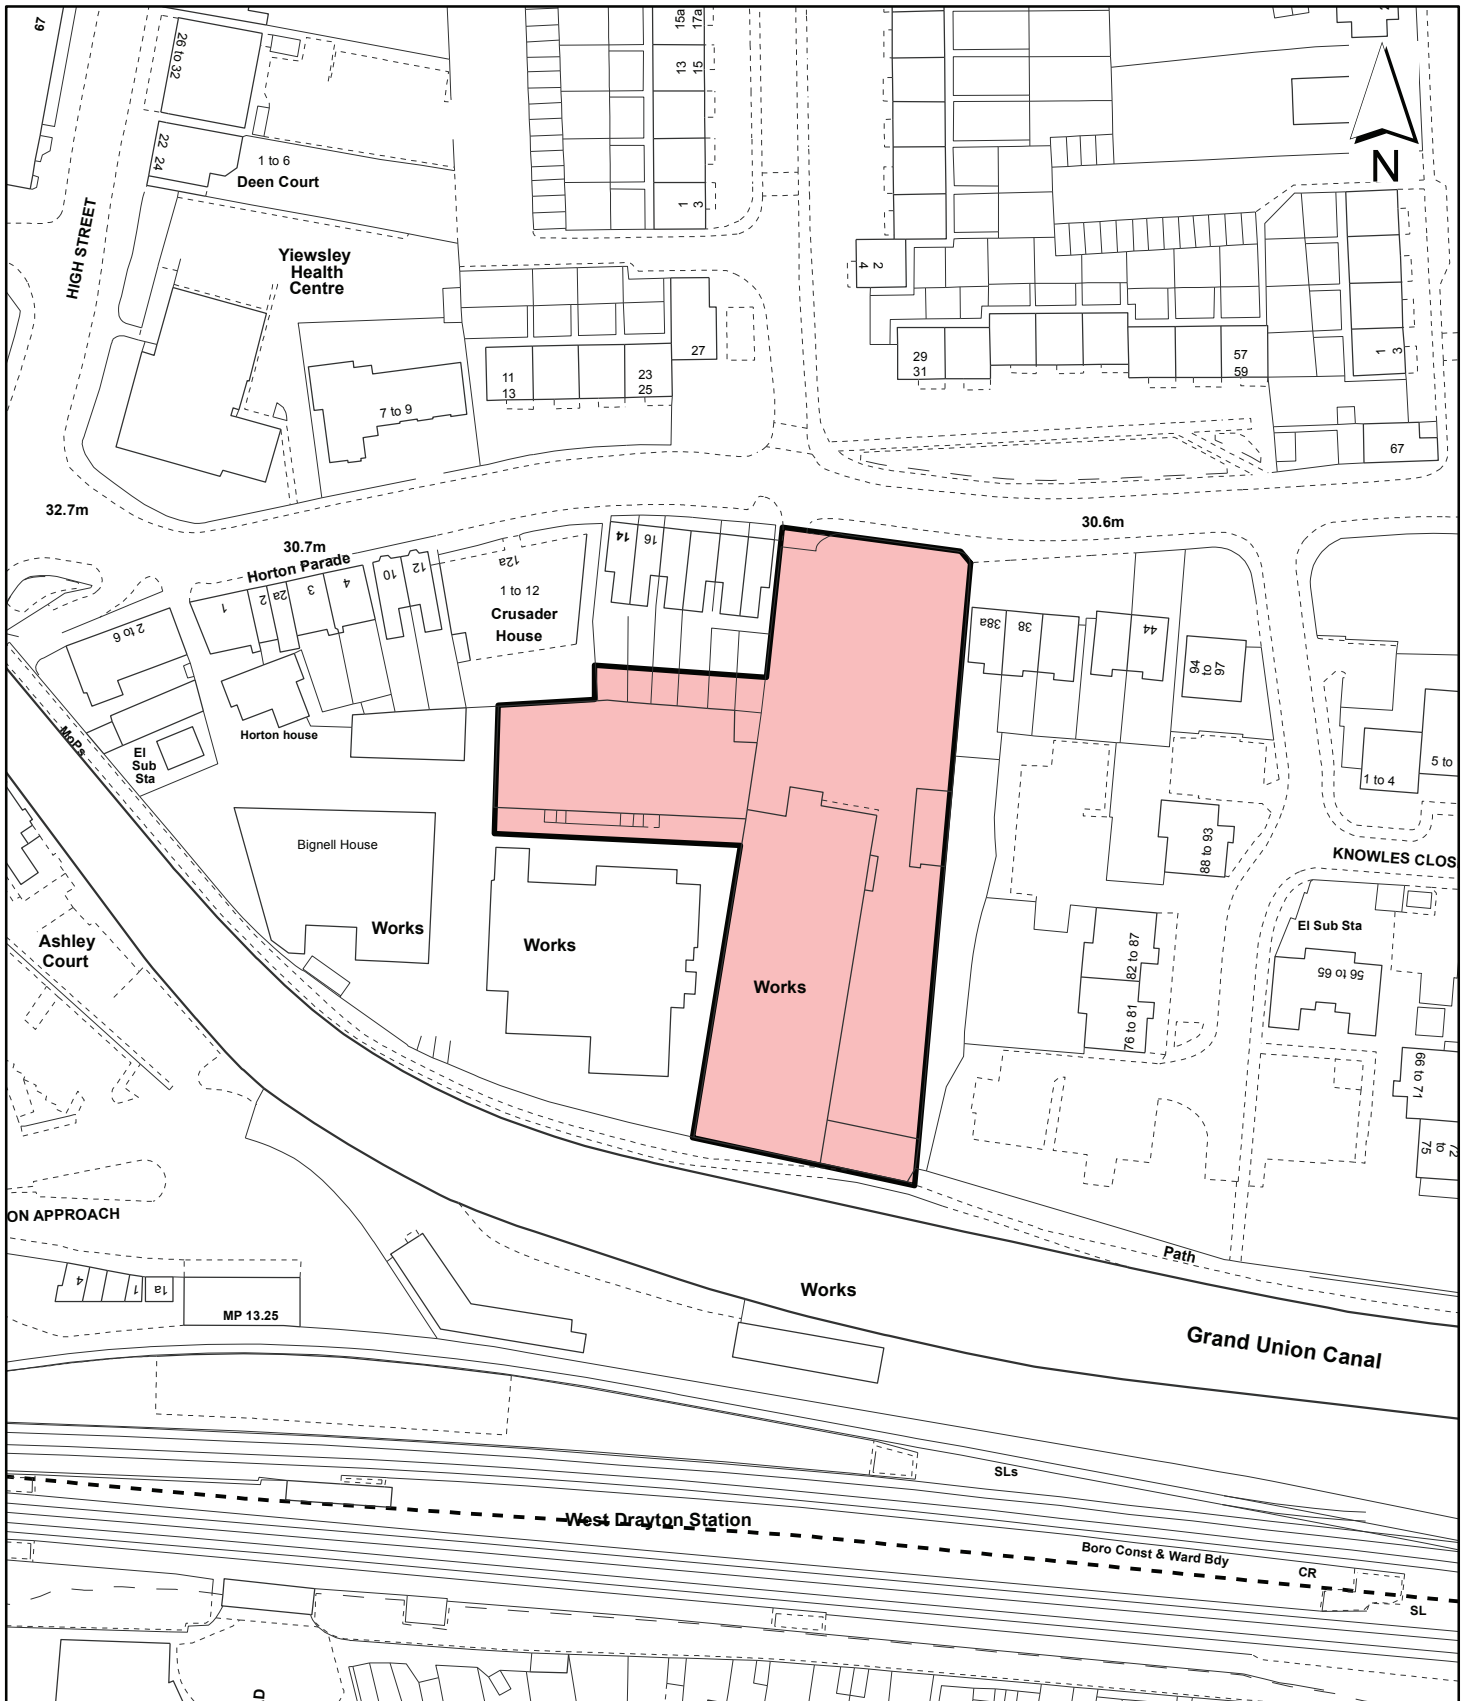 67
26 to 32
22
24
1 to 6
Deen Court
HIGH STREET
Yiewsley
Health
Centre
15a
17a
13
15
1
3
N
2
4
27
11
13
23
25
7 to 9
29
31
57
59
1
3
67
32.7m
30.7m
30.6m
Horton Parade
1
2
2a
3
4
10
12
12a
1 to 12
Crusader
House
14
16
2 to 6
Horton house
MoPs
El
Sub
Sta
38a
38
44
94
to
97
1 to 4
5 to
KNOWLES CLOS
88 to 93
Bignell House
Works
Works
Works
Ashley
Court
El Sub Sta
56 to 65
82 to 87
76 to 81
66 to 71
72
to
75
ON APPROACH
4
1
1a
MP 13.25
Path
Works
Grand Union Canal
SLs
West Drayton Station
Boro Const & Ward Bdy
CR
SL
D